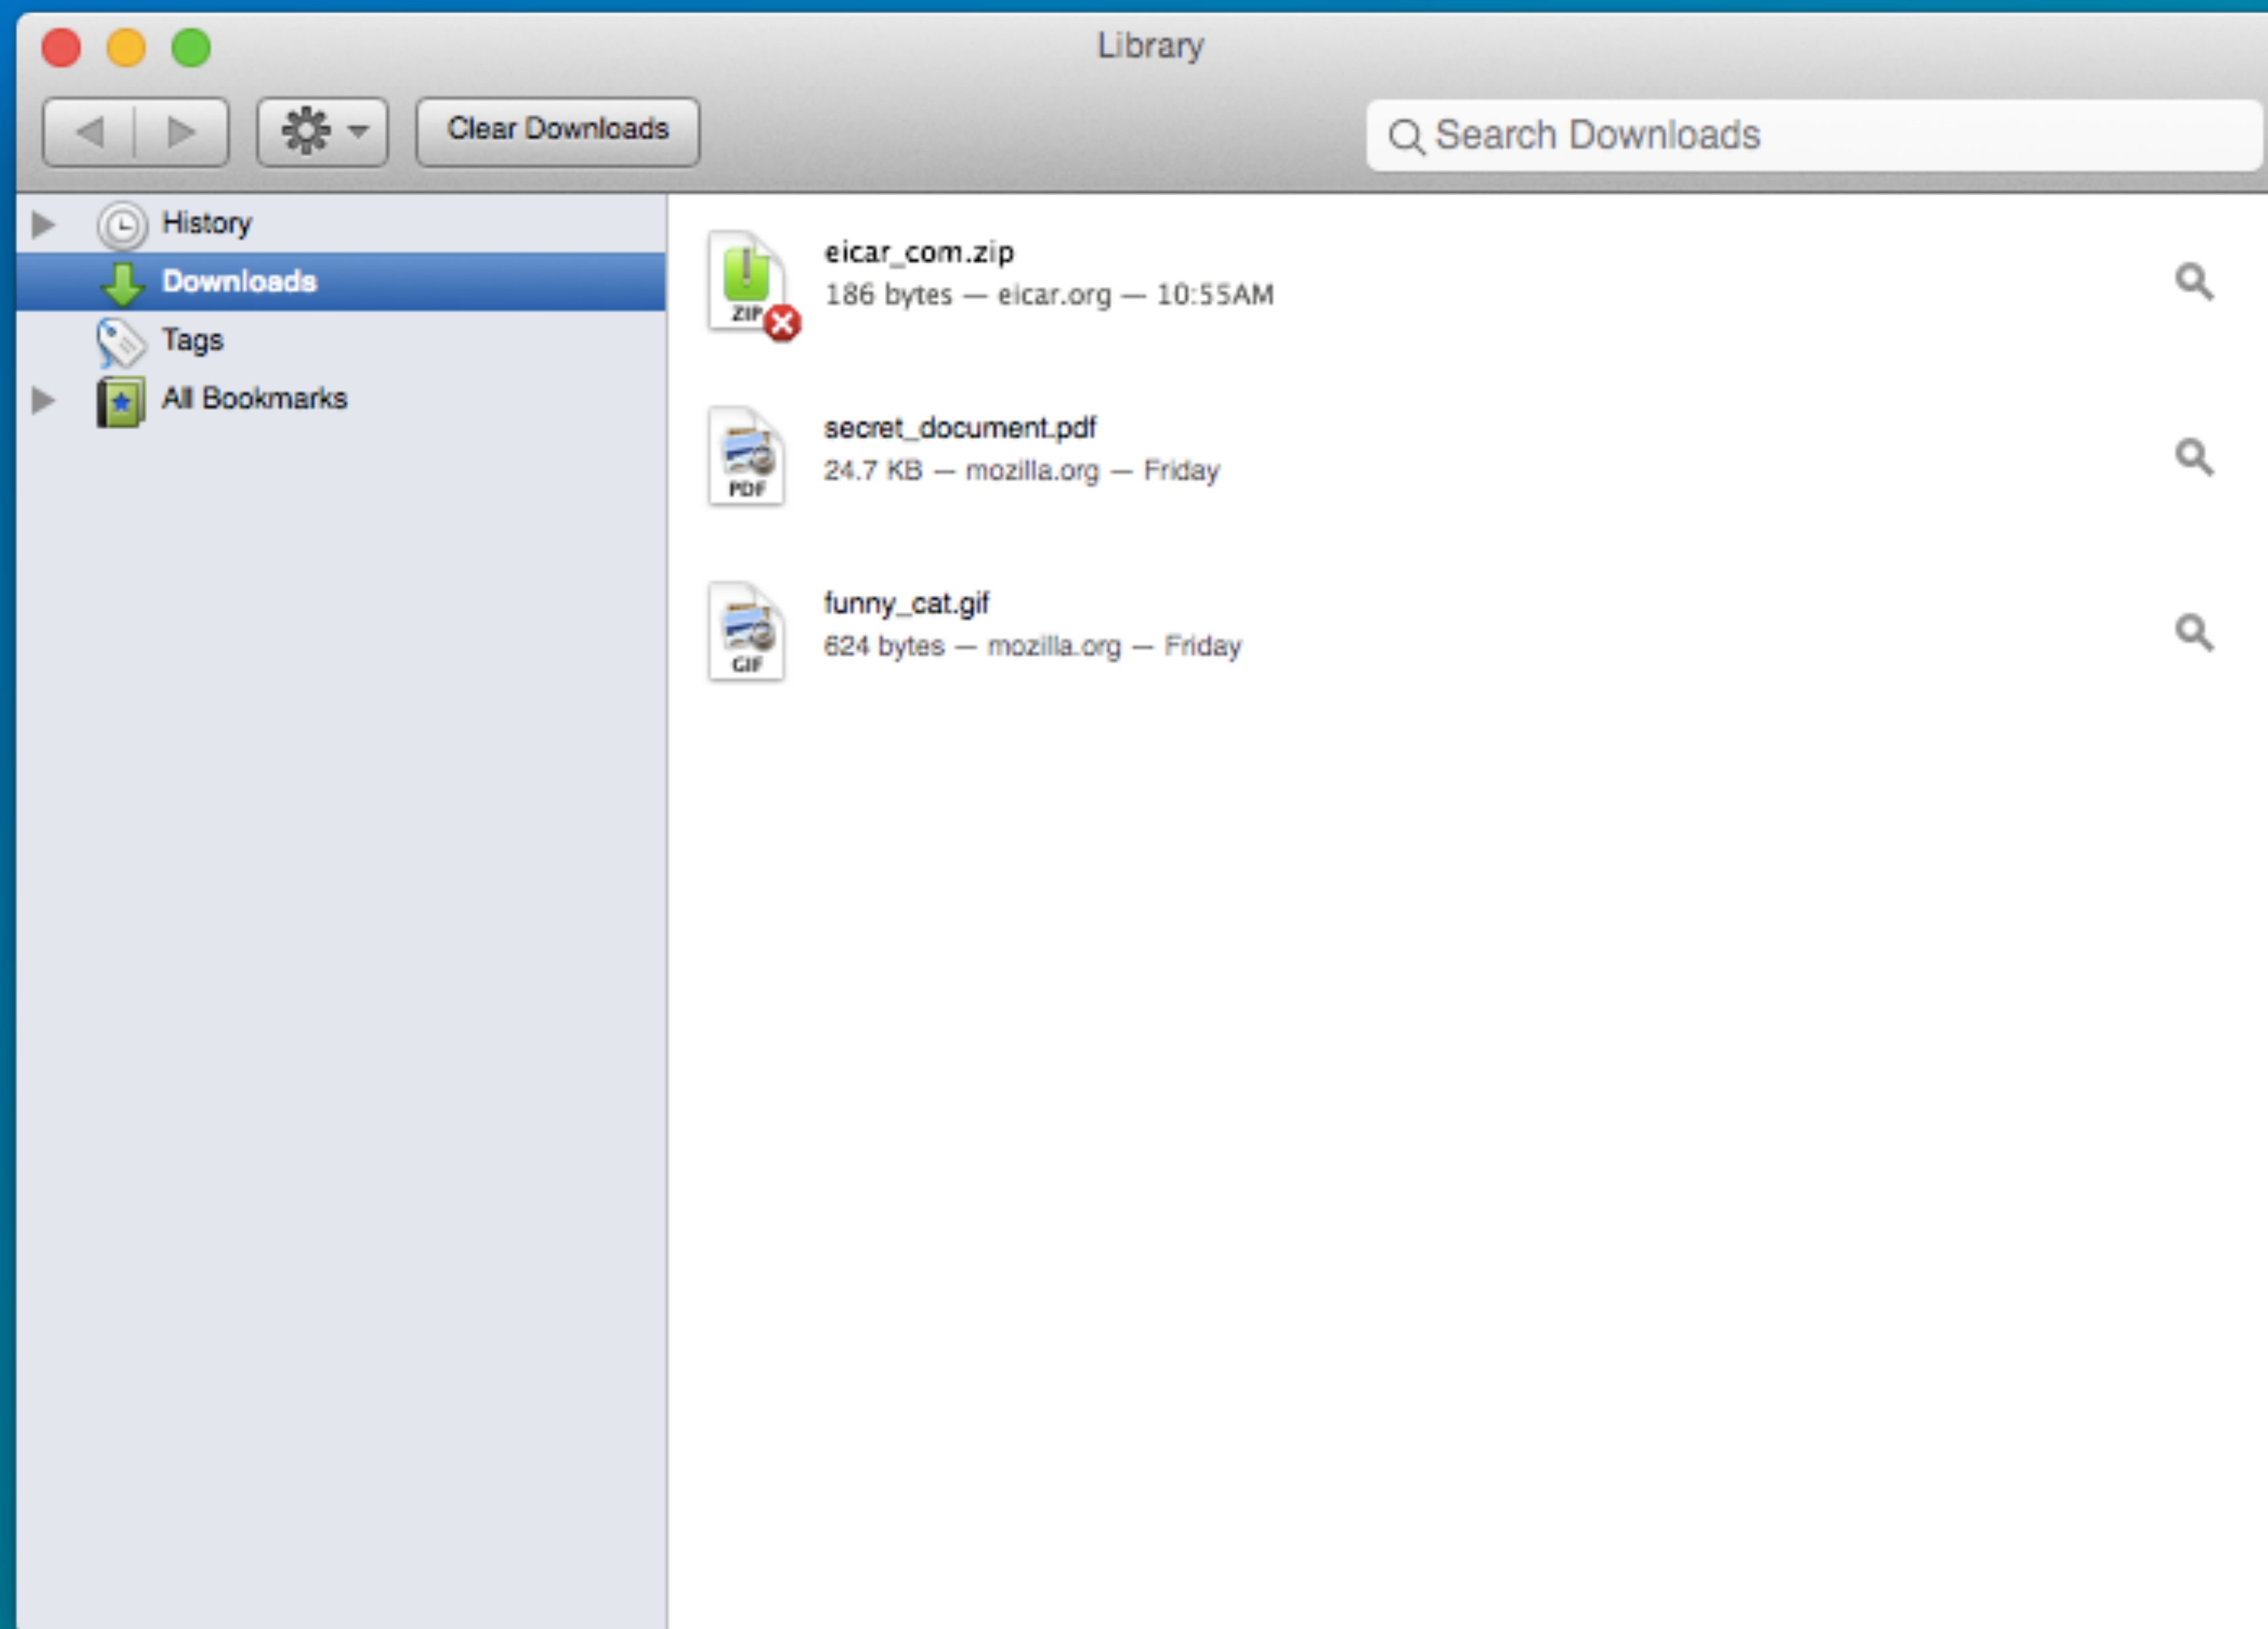 Library
Clear Downloads
Search Downloads
History
Downloads
Tags
All Bookmarks
ZIP
eicar_com.zip
186 bytes — eicar.org — 10:55AM
PDF
secret_document.pdf
24.7 KB — mozilla.org — Friday
GIF
funny_cat.gif
624 bytes — mozilla.org — Friday